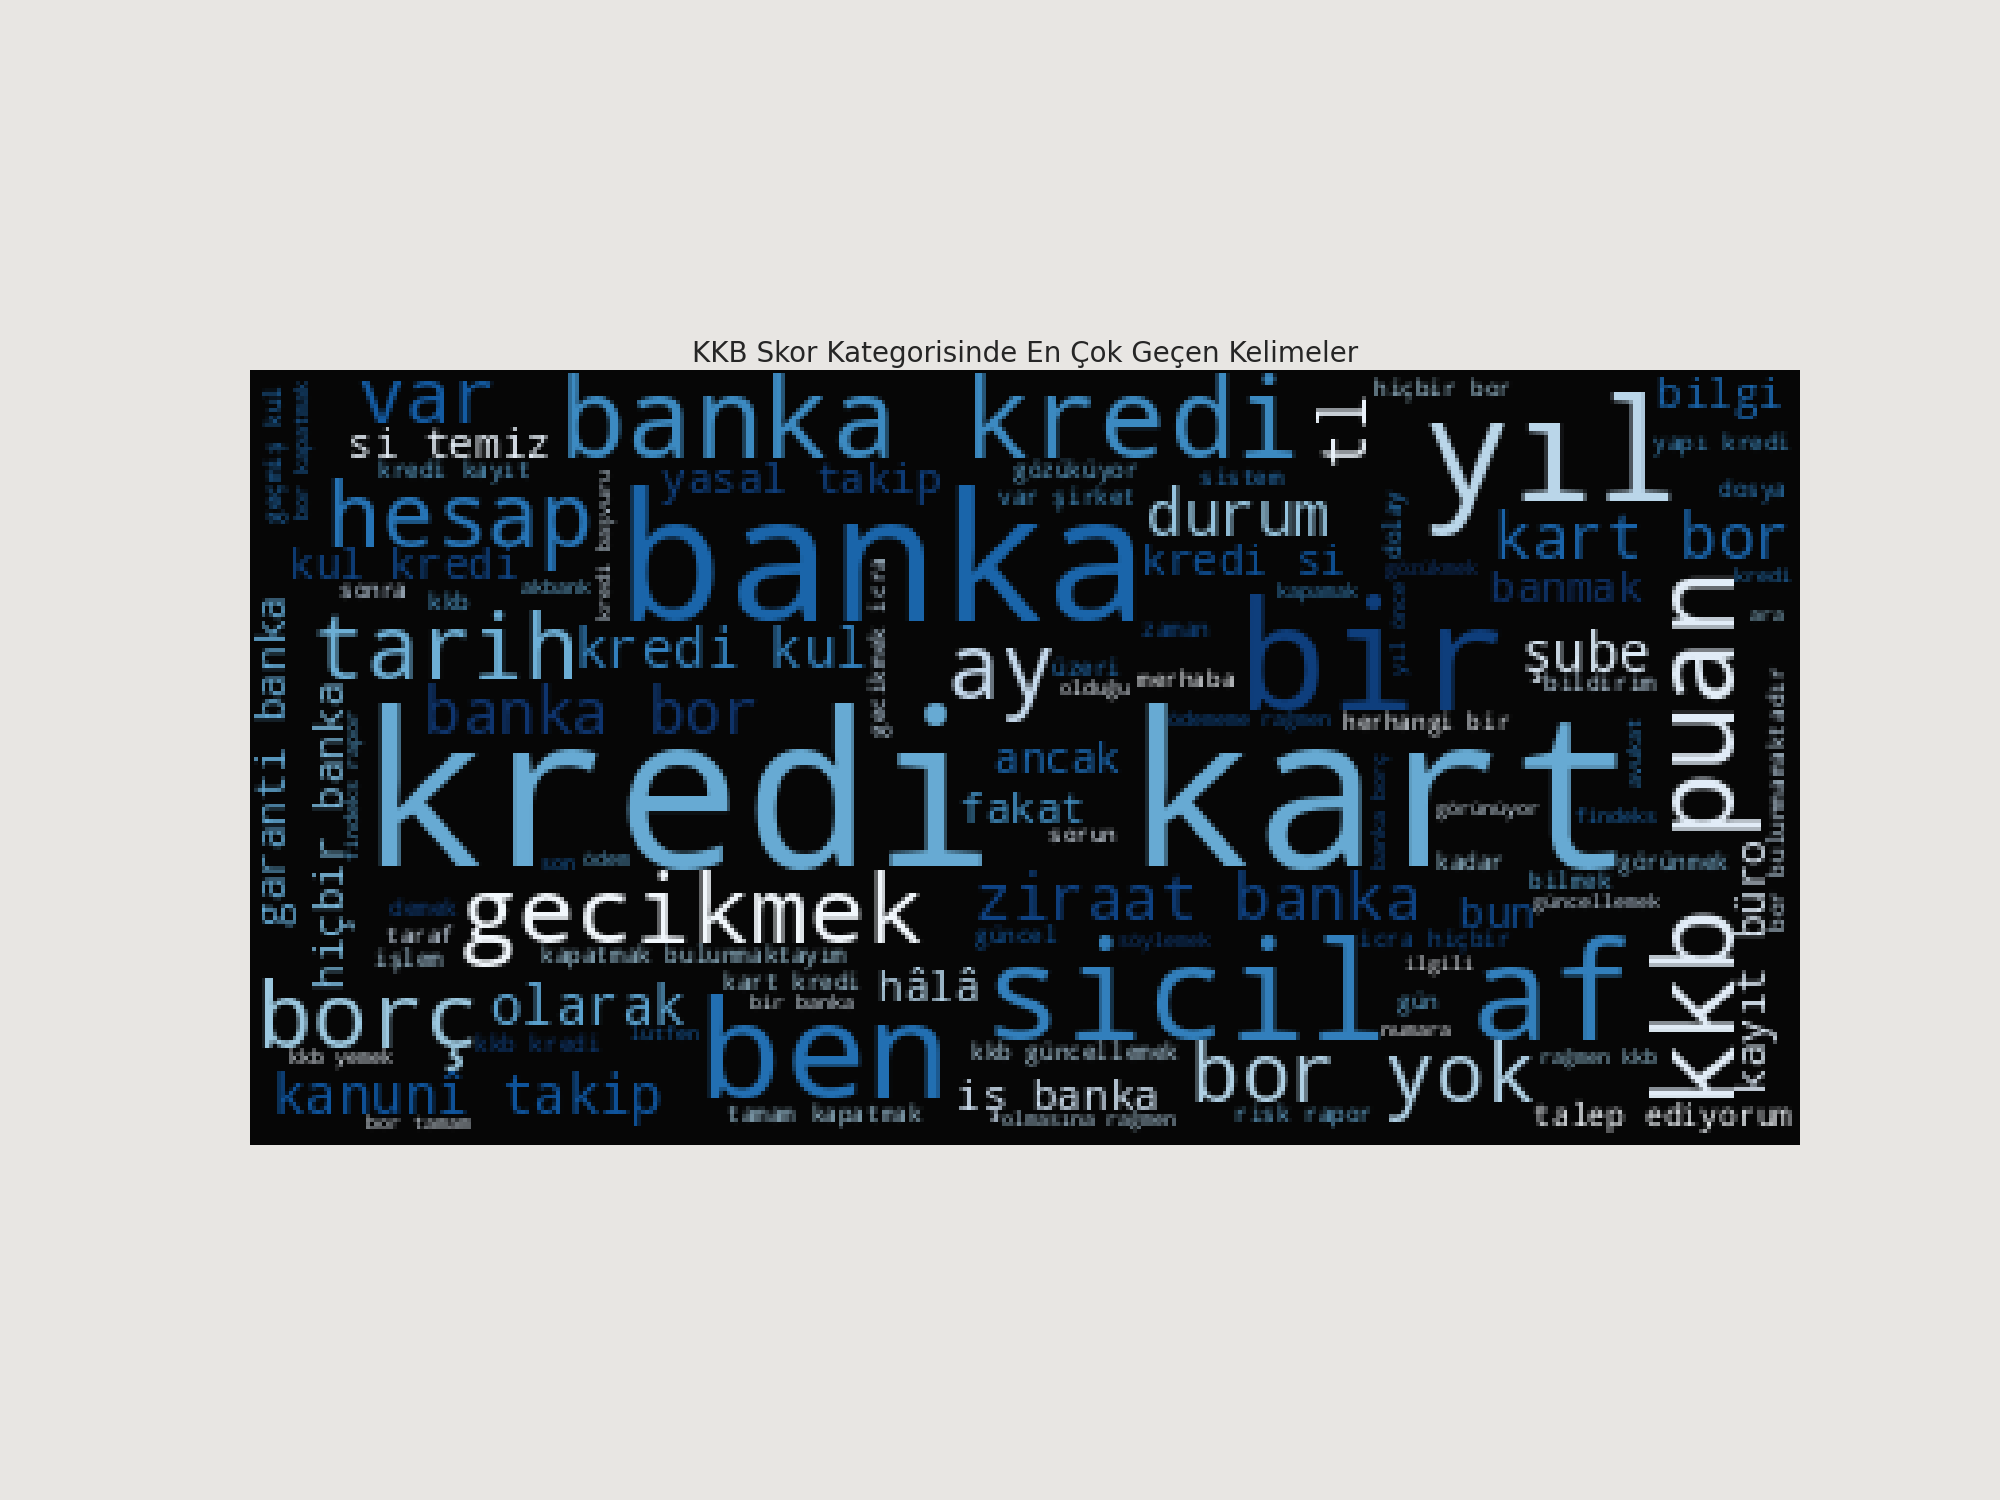 KKB Skor Kategorisinde En Çok Geçen Kelimeler
geçmiş kul
bor kapatmak
var
banka kredi
tl
hiçbir bor
bilgi
si temiz
yıl
yapı kredi
kredi kayıt
yasal takip
gözüküyor
sistem
hesap
kredi başvuru
banka
var şirket
durum
dolay
dosya
kart bor
kul kredi
kredi si
gözükmek
banmak
kredi
sonra
kkb
akbank
gecikmek icra
kapamak
bir
yıl önce
ara
garanti banka
tarih
kredi kul
ay
zaman
üzeri
olduğu
merhaba
şube
bildirim
kkb puan
hiçbir banka
findeks rapor
banka bor
ödememe rağmen
herhangi bir
avukat
bor bulunmamaktadır
kredi kart
ancak
fakat
sorun
banka borç
görünüyor
findeks
son
ödem
kadar
görünmek
demek
taraf
işlem
gecikmek
ziraat banka
bilmek
bun
güncellemek
büro
kapatmak bulunmaktayım
güncel
söylemek
icra hiçbir
borç
olarak
kart kredi
bir banka
hâlâ
sicil af
ilgili
gün
numara
kayıt
kkb yemek
kkb kredi
lütfen
ben
kkb güncellemek
bor yok
rağmen kkb
kanunî takip
bor tamam
tamam kapatmak
iş banka
olmasına rağmen
risk rapor
talep ediyorum